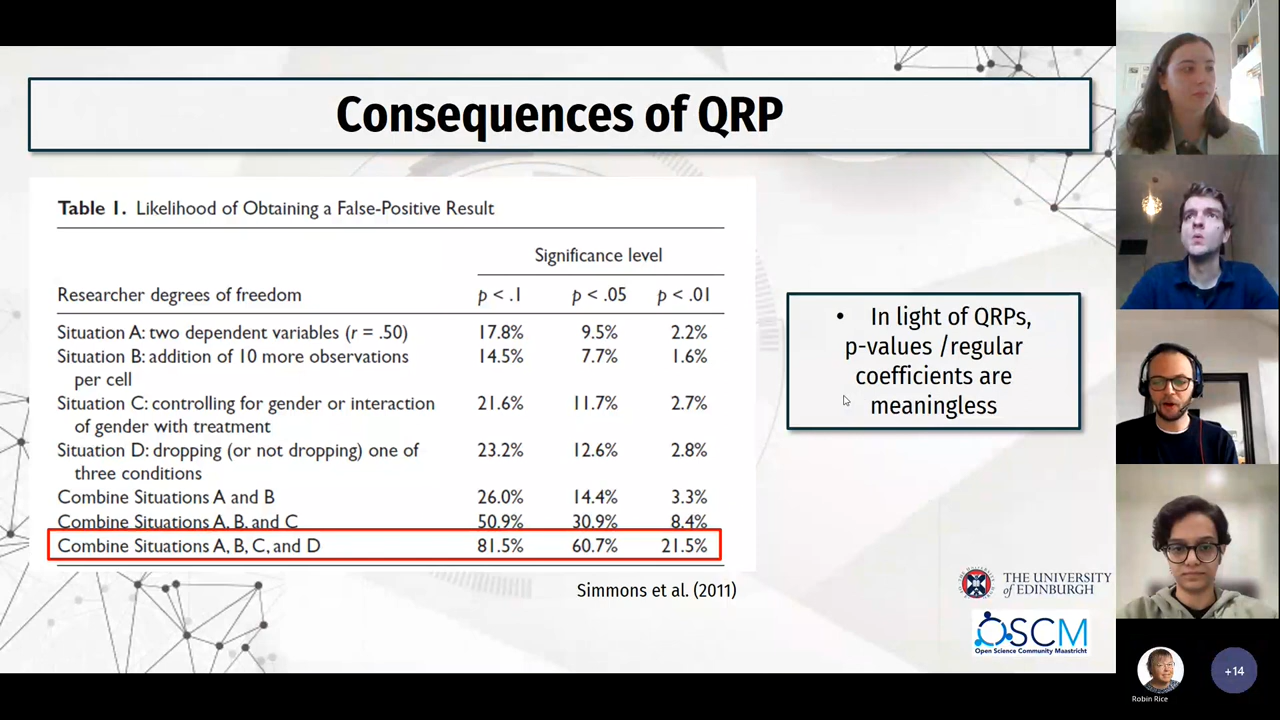 Consequences of QRP
Table 1. Likelihood of Obtaining a False-Positive Result
Significance level
Researcher degrees of freedom p < .1 p < .05 p < .01
Situation A: two dependent variables (r = .50) 17.8% 9.5% 2.2%
Situation B: addition of 10 more observations 14.5% 7.7% 1.6%
per cell
Situation C: controlling for gender or interaction 21.6% 11.7% 2.7%
of gender with treatment
Situation D: dropping (or not dropping) one of 23.2% 12.6% 2.8%
three conditions
Combine Situations A and B 26.0% 14.4% 3.3%
Combine Situations A, B, and C 50.9% 30.9% 8.4%
Combine Situations A, B, C, and D 81.5% 60.7% 21.5%
Simmons et al. (2011)
• In light of QRPs,
p-values /regular
coefficients are
meaningless
THE UNIVERSITY
of EDINBURGH
OSCM
Open Science Community Maastricht
Robin Rice
+14